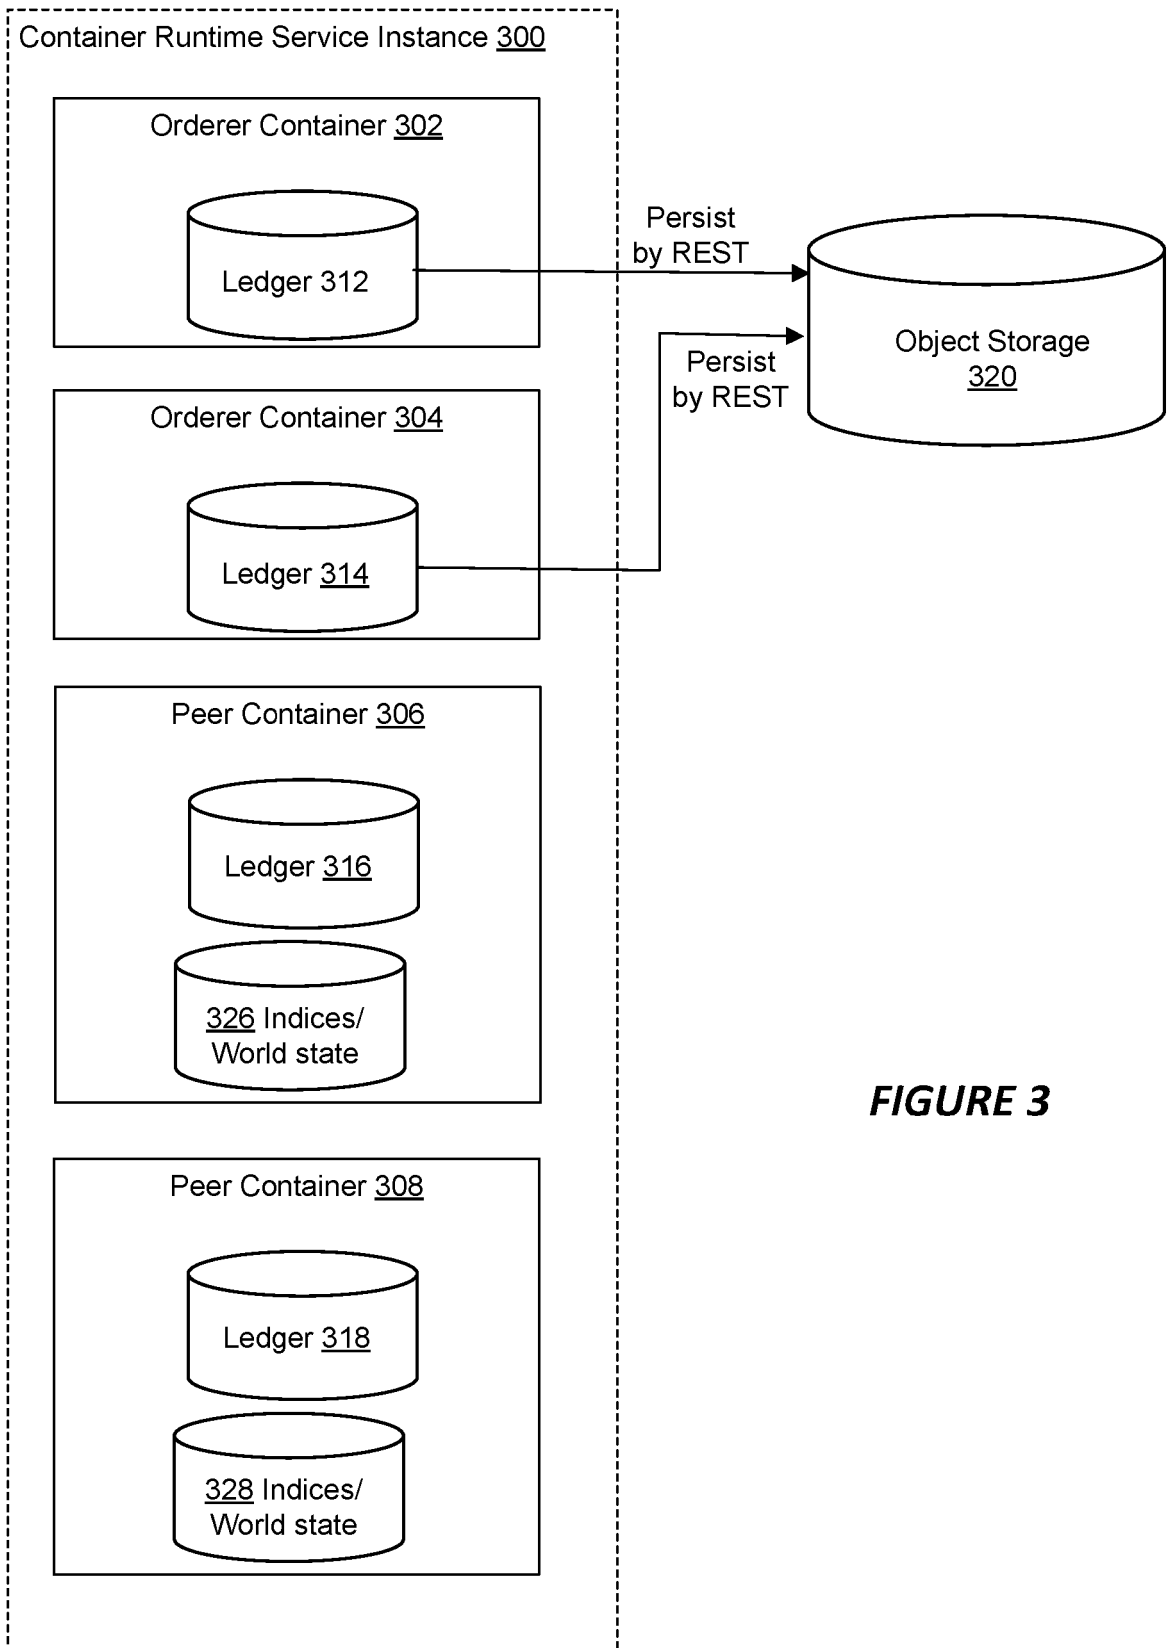 Container Runtime Service Instance 300
Orderer Container 302
Ledger 312
Persist
by REST
Object Storage
320
Persist
by REST
Orderer Container 304
Ledger 314
Peer Container 306
Ledger 316
326 Indices/
World state
FIGURE 3
Peer Container 308
Ledger 318
328 Indices/
World state